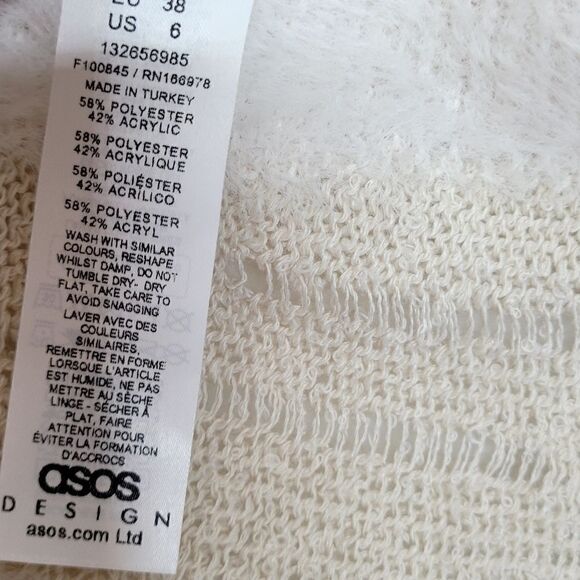 EU 38
US 6
132656985
F100845 / RN166978
MADE IN TURKEY
58% POLYESTER
42% ACRYLIC
58% POLYESTER
42% ACRYLIQUE
58% POLIÉSTER
42% ACRÍLICO
58% POLYESTER
42% ACRYL
WASH WITH SIMILAR
COLOURS, RESHAPE
WHILST DAMP, DO NOT
TUMBLE DRY- DRY
FLAT, TAKE CARE TO
AVOID SNAGGING
LAVER AVEC DES
COULEURS
SIMILAIRES,
REMETTRE EN FORME
LORSQUE L'ARTICLE
EST HUMIDE, NE PAS
METTRE AU SÈCHE
LINGE - SÉCHER À
PLAT, FAIRE
ATTENTION POUR
ÉVITER LA FORMATION
D'ACCROCS
asos
DESIGN
asos.com Ltd